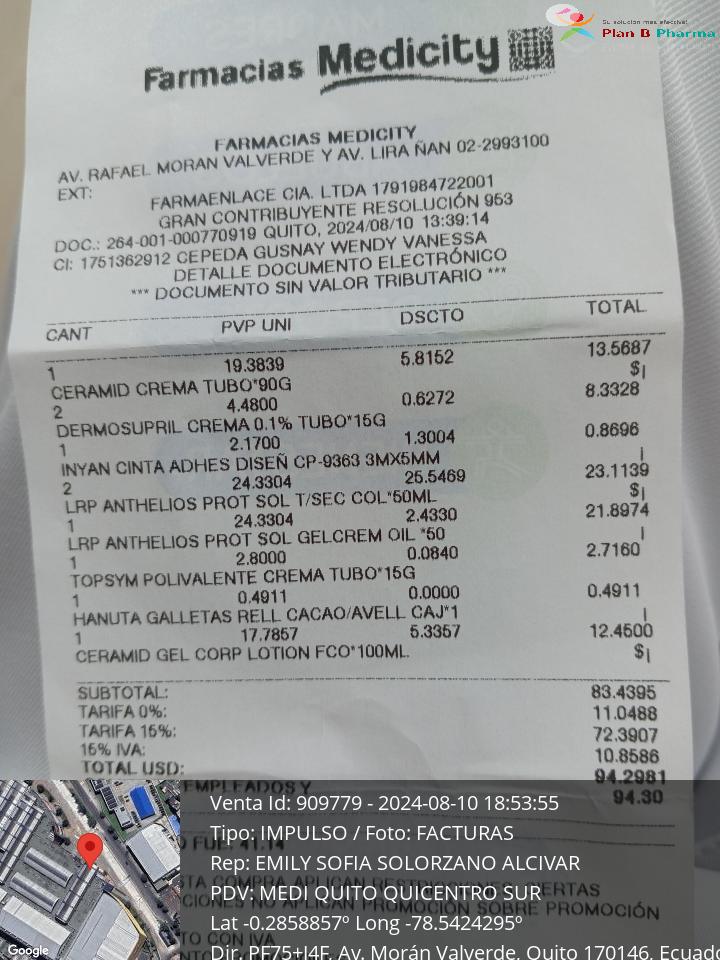 Su solución más efectiva!
Plan B Pharma
Farmacias Medicity
FARMACIAS MEDICITY
AV. RAFAEL MORAN VALVERDE Y AV. LIRA ÑAN 02-2993100
EXT:
FARMAENLACE CIA. LTDA 1791984722001
GRAN CONTRIBUYENTE RESOLUCIÓN 953
DOC.: 264-001-000770919 QUITO, 2024/08/10 13:39:14
CI: 1751362912 CEPEDA GUSNAY WENDY VANESSA
DETALLE DOCUMENTO ELECTRÓNICO
*** DOCUMENTO SIN VALOR TRIBUTARIO ***
CANT PVP UNI DSCTO TOTAL
1 19.3839 5.8152 13.5687
CERAMID CREMA TUBO*90G $|
2 4.4800 0.6272 8.3328
DERMOSUPRIL CREMA 0.1% TUBO*15G
1 2.1700 1.3004 0.8696
INYAN CINTA ADHES DISEÑ CP-9363 3MX5MM |
2 24.3304 25.5469 23.1139
LRP ANTHELIOS PROT SOL T/SEC COL*50ML $|
1 24.3304 2.4330 21.8974
LRP ANTHELIOS PROT SOL GELCREM OIL *50 |
1 2.8000 0.0840 2.7160
TOPSYM POLIVALENTE CREMA TUBO*15G
1 0.4911 0.0000 0.4911
HANUTA GALLETAS RELL CACAO/AVELL CAJ*1 |
1 17.7857 5.3357 12.4500
CERAMID GEL CORP LOTION FCO*100ML $|
SUBTOTAL: 83.4395
TARIFA 0%: 11.0488
TARIFA 15%: 72.3907
15% IVA: 10.8586
TOTAL USD: 94.2981
EMPLEADOS Y 94.30
Venta Id: 909779 - 2024-08-10 18:53:55
Tipo: IMPULSO / Foto: FACTURAS
41.14
Rep: EMILY SOFIA SOLORZANO ALCIVAR
PDV: MEDI QUITO QUICENTRO SUR
PROMOCIÓN SOBRE PROMOCIÓN
Lat -0.2858857º Long -78.5424295º
CON IVA
Dir. PF75+J4F, Av. Morán Valverde, Quito 170146, Ecuado
Google